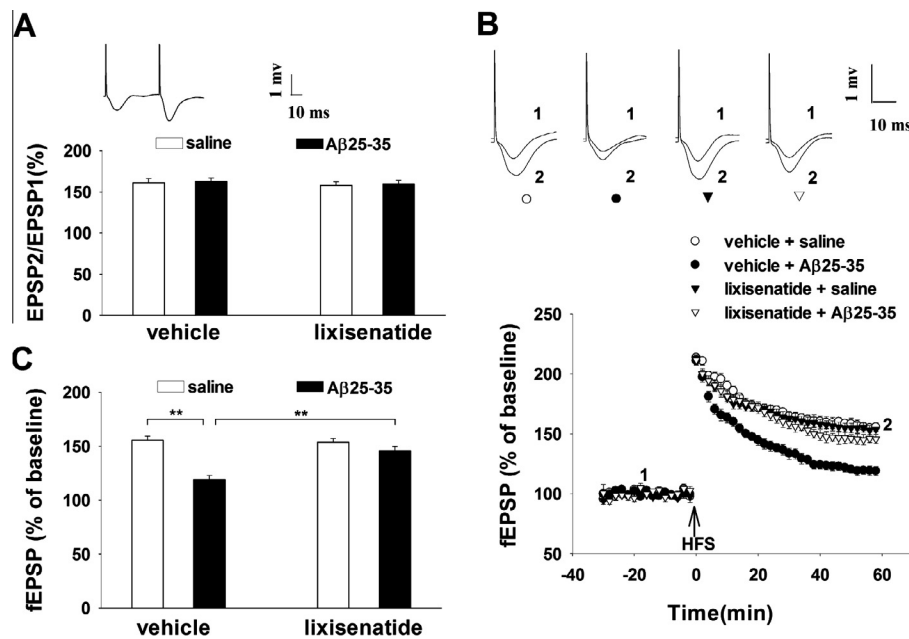 A
1 mv
10 ms
saline
Aβ25-35
200
150
100
50
0
EPSP2/EPSP1(%)
vehicle
lixisenatide
B
1
1
1
1
2
2
2
2
1 mv
10 ms
vehicle + saline
vehicle + Aβ25-35
lixisenatide + saline
lixisenatide + Aβ25-35
250
200
150
100
50
fEPSP (% of baseline)
1
2
HFS
-40
-20
0
20
40
60
Time(min)
C
saline
Aβ25-35
**
**
200
150
100
50
0
fEPSP (% of baseline)
vehicle
lixisenatide